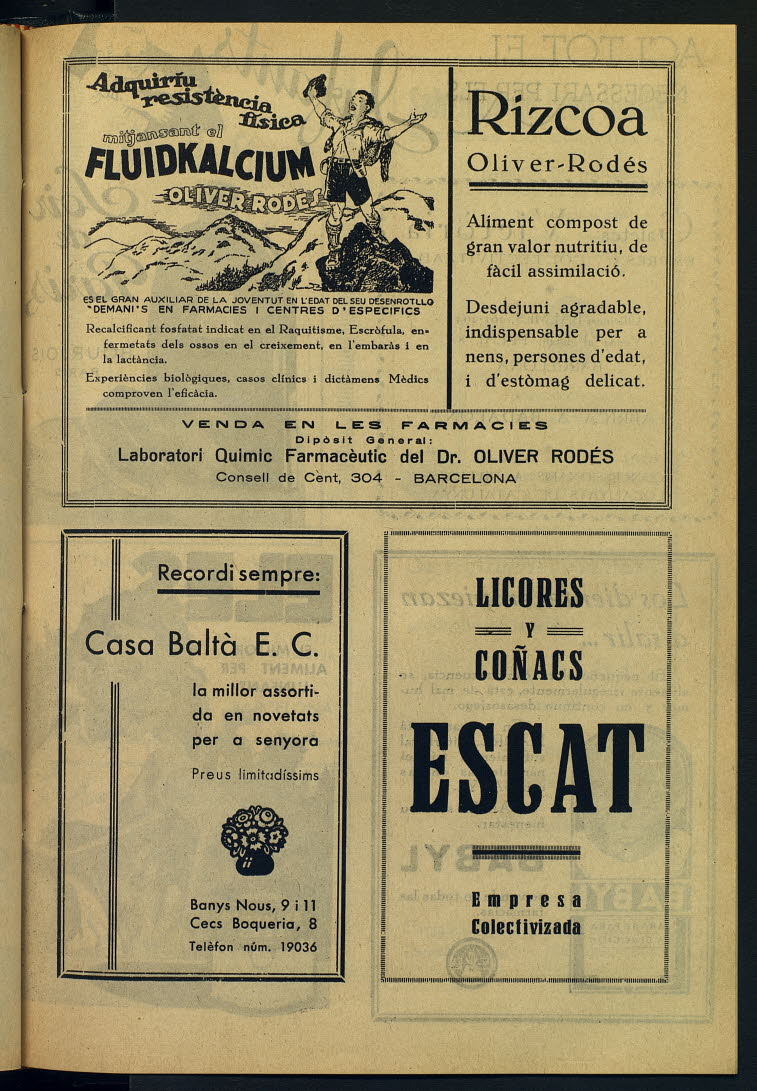 Adquiríu
resistència
física
mitjansant el
FLUIDKALCIUM
OLIVER RODÉS
ES EL GRAN AUXILIAR DE LA JOVENTUT EN L'EDAT DEL SEU DESENROTLLO
DEMANI'S EN FARMACIES I CENTRES D'ESPECIFICS
Recalcificant fosfatat indicat en el Raquitisme, Escròfula, en-
fermetats dels ossos en el creixement, en l'embaràs i en
la lactància.
Experiències biològiques, casos clínics i dictàmens Mèdics
comproven l'eficàcia.
Rizcoa
Oliver-Rodés
Aliment compost de
gran valor nutritiu, de
fàcil assimilació.
Desdejuni agradable,
indispensable per a
nens, persones d'edat,
i d'estòmag delicat.
VENDA EN LES FARMACIES
Dipòsit General:
Laboratori Quimic Farmacèutic del Dr. OLIVER RODÉS
Consell de Cent, 304 - BARCELONA
Recordi sempre:
Casa Baltà E. C.
la millor assorti-
da en novetats
per a senyora
Preus limitadíssims
Banys Nous, 9 i 11
Cecs Boqueria, 8
Telèfon núm. 19036
LICORES
Y
COÑACS
ESCAT
Empresa
Colectivizada